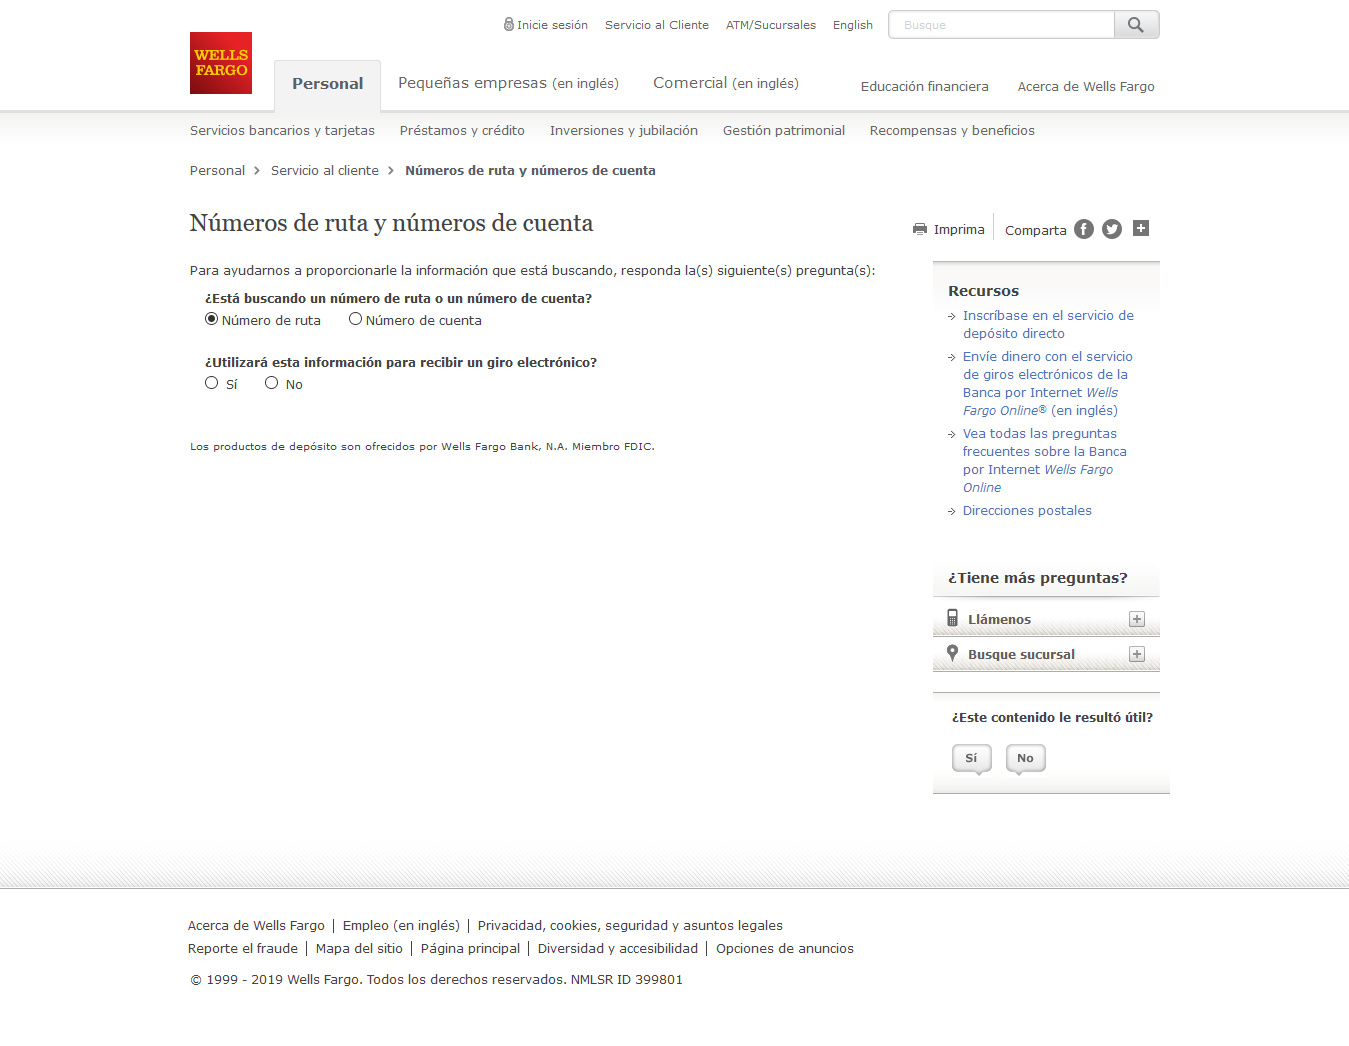 Inicie sesión Servicio al Cliente ATM/Sucursales English Busque
WELLS
FARGO
Personal Pequeñas empresas (en inglés) Comercial (en inglés) Educación financiera Acerca de Wells Fargo
Servicios bancarios y tarjetas Préstamos y crédito Inversiones y jubilación Gestión patrimonial Recompensas y beneficios
Personal Servicio al cliente Números de ruta y números de cuenta
Números de ruta y números de cuenta
Imprima Comparta
Para ayudarnos a proporcionarle la información que está buscando, responda la(s) siguiente(s) pregunta(s):
¿Está buscando un número de ruta o un número de cuenta?
Número de ruta Número de cuenta
¿Utilizará esta información para recibir un giro electrónico?
Sí No
Los productos de depósito son ofrecidos por Wells Fargo Bank, N.A. Miembro FDIC.
Recursos
Inscríbase en el servicio de
depósito directo
Envíe dinero con el servicio
de giros electrónicos de la
Banca por Internet Wells
Fargo Online® (en inglés)
Vea todas las preguntas
frecuentes sobre la Banca
por Internet Wells Fargo
Online
Direcciones postales
¿Tiene más preguntas?
Llámenos
Busque sucursal
¿Este contenido le resultó útil?
Sí No
Acerca de Wells Fargo Empleo (en inglés) Privacidad, cookies, seguridad y asuntos legales
Reporte el fraude Mapa del sitio Página principal Diversidad y accesibilidad Opciones de anuncios
© 1999 - 2019 Wells Fargo. Todos los derechos reservados. NMLSR ID 399801